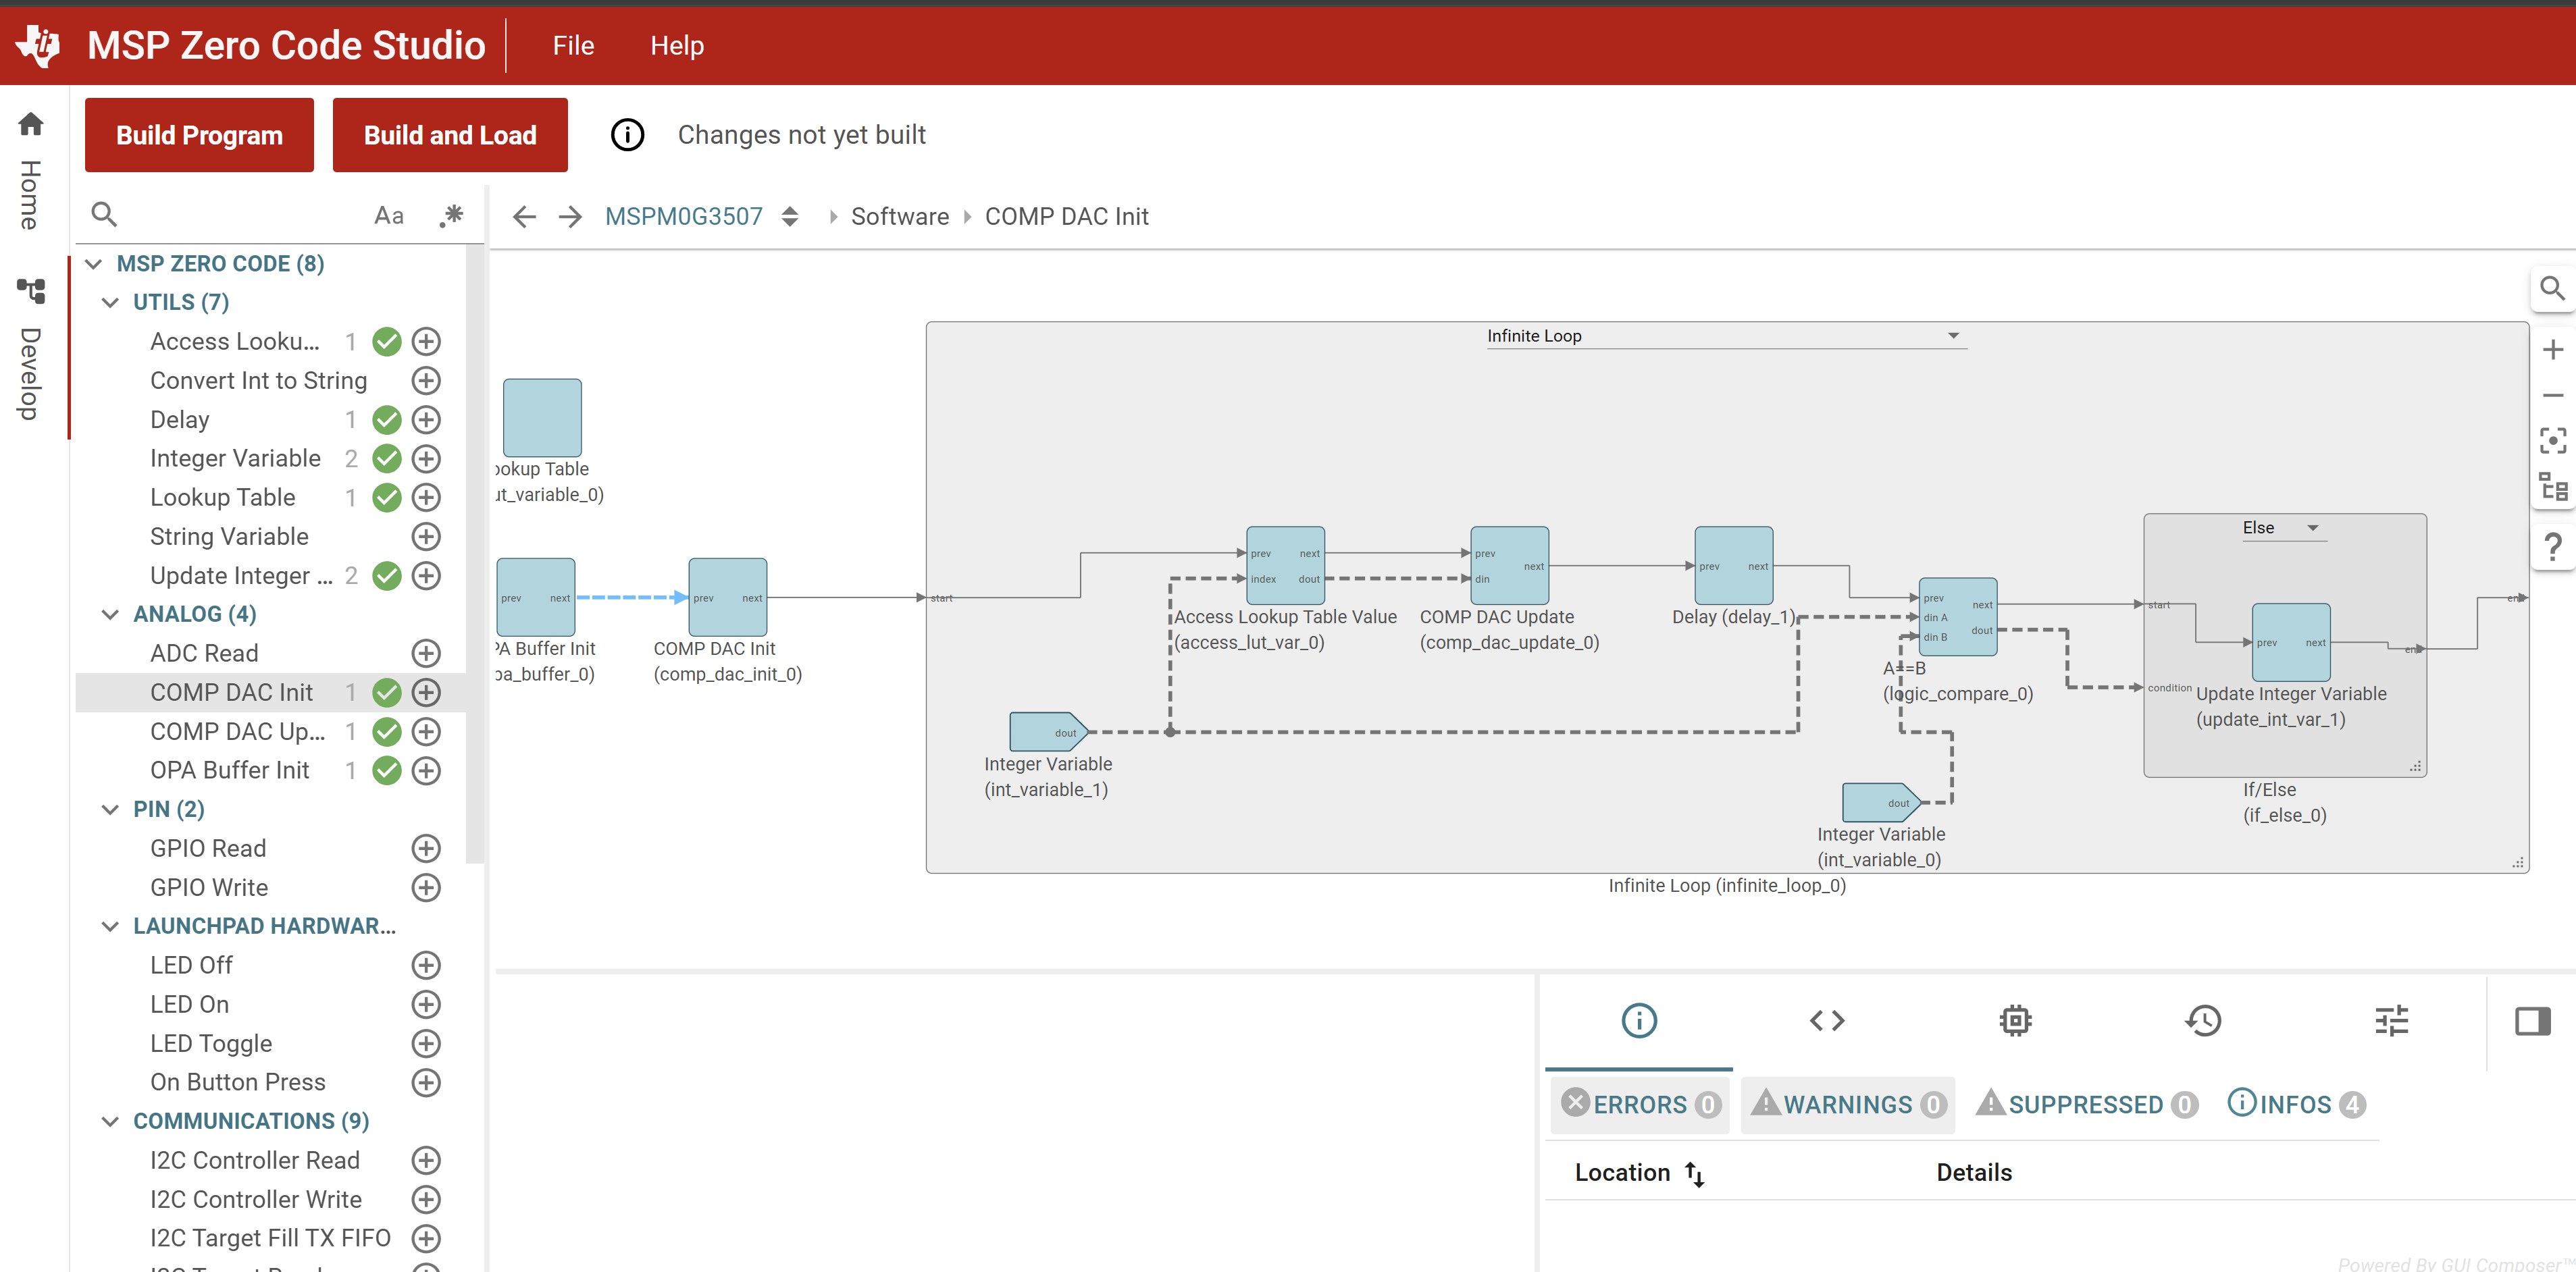 MSP Zero Code Studio
File
Help
Build Program
Build and Load
Changes not yet built
Home
Develop
Aa
.*
MSPM0G3507
Software
COMP DAC Init
MSP ZERO CODE (8)
UTILS (7)
Access Looku... 1
Convert Int to String
Delay 1
Integer Variable 2
Lookup Table 1
String Variable
Update Integer ... 2
ANALOG (4)
ADC Read
COMP DAC Init 1
COMP DAC Up... 1
OPA Buffer Init 1
PIN (2)
GPIO Read
GPIO Write
LAUNCHPAD HARDWAR...
LED Off
LED On
LED Toggle
On Button Press
COMMUNICATIONS (9)
I2C Controller Read
I2C Controller Write
I2C Target Fill TX FIFO
ookup Table
ut_variable_0)
prev next
PA Buffer Init
pa_buffer_0)
prev next
COMP DAC Init
(comp_dac_init_0)
Infinite Loop
start
prev next
index dout
Access Lookup Table Value
(access_lut_var_0)
prev
next
din
COMP DAC Update
(comp_dac_update_0)
prev next
Delay (delay_1)
prev
next
din A
dout
din B
A==B
(logic_compare_0)
Else
start
condition
prev next
Update Integer Variable
(update_int_var_1)
If/Else
(if_else_0)
dout
Integer Variable
(int_variable_1)
dout
Integer Variable
(int_variable_0)
Infinite Loop (infinite_loop_0)
?
ERRORS 0
WARNINGS 0
SUPPRESSED 0
INFOS 4
Location
Details
Powered By GUI Composer™